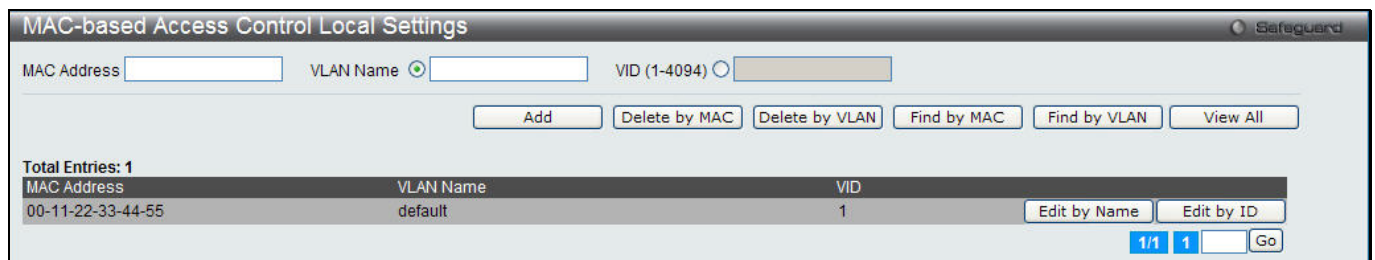 MAC-based Access Control Local Settings Safeguard
MAC Address VLAN Name VID (1-4094)
Add Delete by MAC Delete by VLAN Find by MAC Find by VLAN View All
Total Entries: 1
MAC Address VLAN Name VID
00-11-22-33-44-55 default 1 Edit by Name Edit by ID
1/1 1 Go